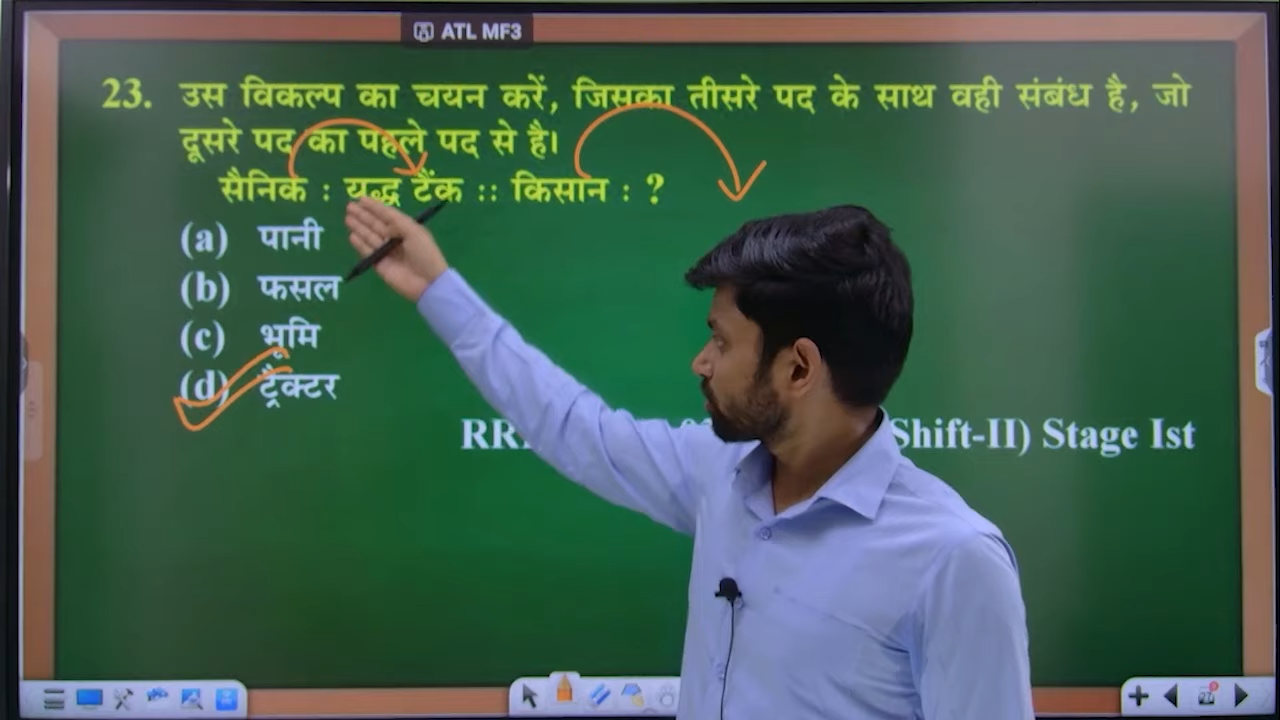 ATL MF3
23. उस विकल्प का चयन करें, जिसका तीसरे पद के साथ वही संबंध है, जो
दूसरे पद का पहले पद से है।
सैनिक : युद्ध टैंक :: किसान : ?
(a) पानी
(b) फसल
(c) भूमि
(d) ट्रैक्टर
Shift-II) Stage Ist